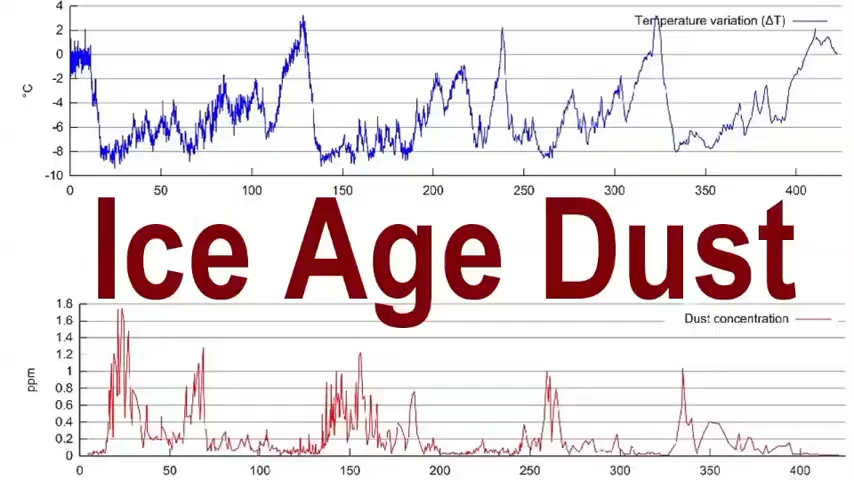 4
2
0
-2
-4
-6
-8
-10
°C
Temperature variation (ΔT)
0 50 100 150 200 250 300 350 400
Ice Age Dust
1.8
1.6
1.4
1.2
1
0.8
0.6
0.4
0.2
0
ppm
Dust concentration
0 50 100 150 200 250 300 350 400